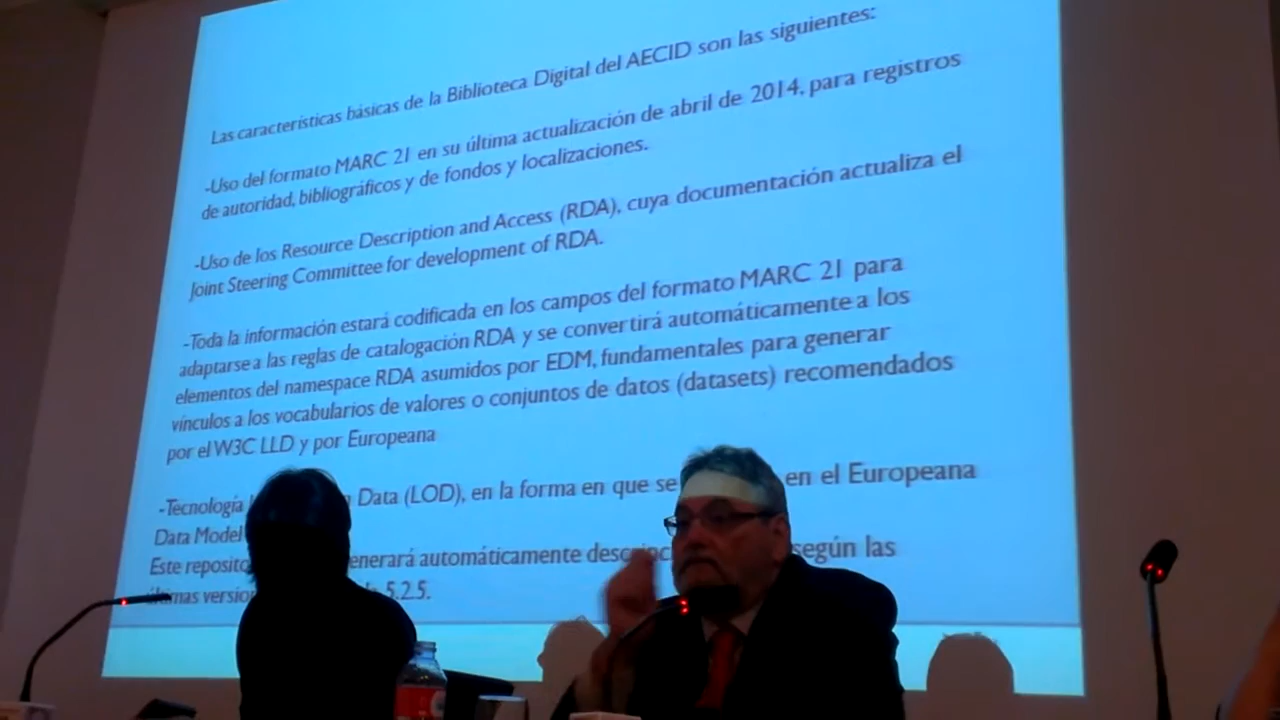 Las características básicas de la Biblioteca Digital del AECID son las siguientes:
-Uso del formato MARC 21 en su última actualización de abril de 2014, para registros
de autoridad, bibliográficos y de fondos y localizaciones.
-Uso de los Resource Description and Access (RDA), cuya documentación actualiza el
Joint Steering Committee for development of RDA.
-Toda la información estará codificada en los campos del formato MARC 21 para
adaptarse a las reglas de catalogación RDA y se convertirá automáticamente a los
elementos del namespace RDA asumidos por EDM, fundamentales para generar
vínculos a los vocabularios de valores o conjuntos de datos (datasets) recomendados
por el W3C LLD y por Europeana
-Tecnología Data (LOD), en la forma en que se en el Europeana
Data Model
Este automáticamente según las
5.2.5.